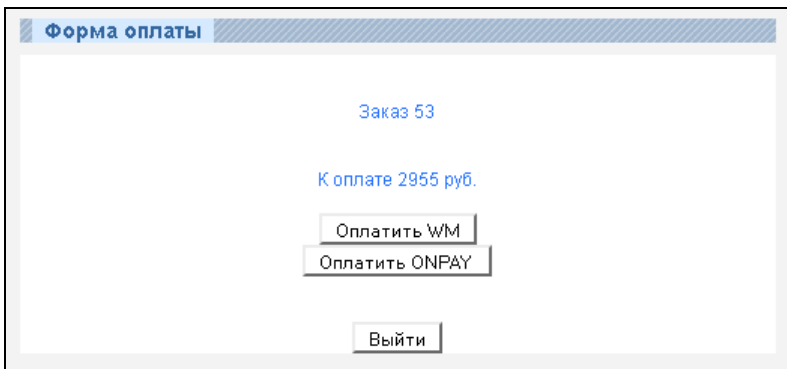 Форма оплаты
Заказ 53
К оплате 2955 руб.
Оплатить WM
Оплатить ONPAY
Выйти